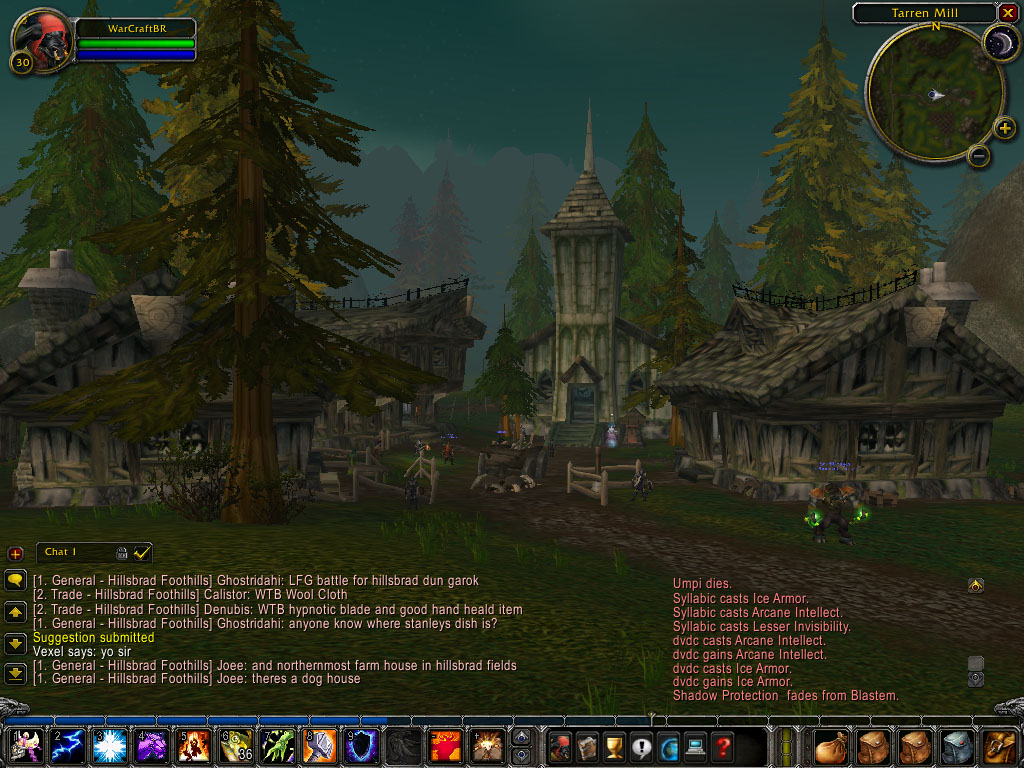 WarCraftBR
30
Tarren Mill
N
Chat 1
[1. General - Hillsbrad Foothills] Ghostridahi: LFG battle for hillsbrad dun garok
[2. Trade - Hillsbrad Foothills] Calistor: WTB Wool Cloth
[2. Trade - Hillsbrad Foothills] Denubis: WTB hypnotic blade and good hand heald item
[1. General - Hillsbrad Foothills] Ghostridahi: anyone know where stanleys dish is?
Suggestion submitted
Vexel says: yo sir
[1. General - Hillsbrad Foothills] Joee: and northernmost farm house in hillsbrad fields
[1. General - Hillsbrad Foothills] Joee: theres a dog house
Umpi dies.
Syllabic casts Ice Armor.
Syllabic casts Arcane Intellect.
Syllabic casts Lesser Invisibility.
dvdc casts Arcane Intellect.
dvdc gains Arcane Intellect.
dvdc casts Ice Armor.
dvdc gains Ice Armor.
Shadow Protection  fades from Blastem.
1 2 3 4 5 6 36 7 8 9